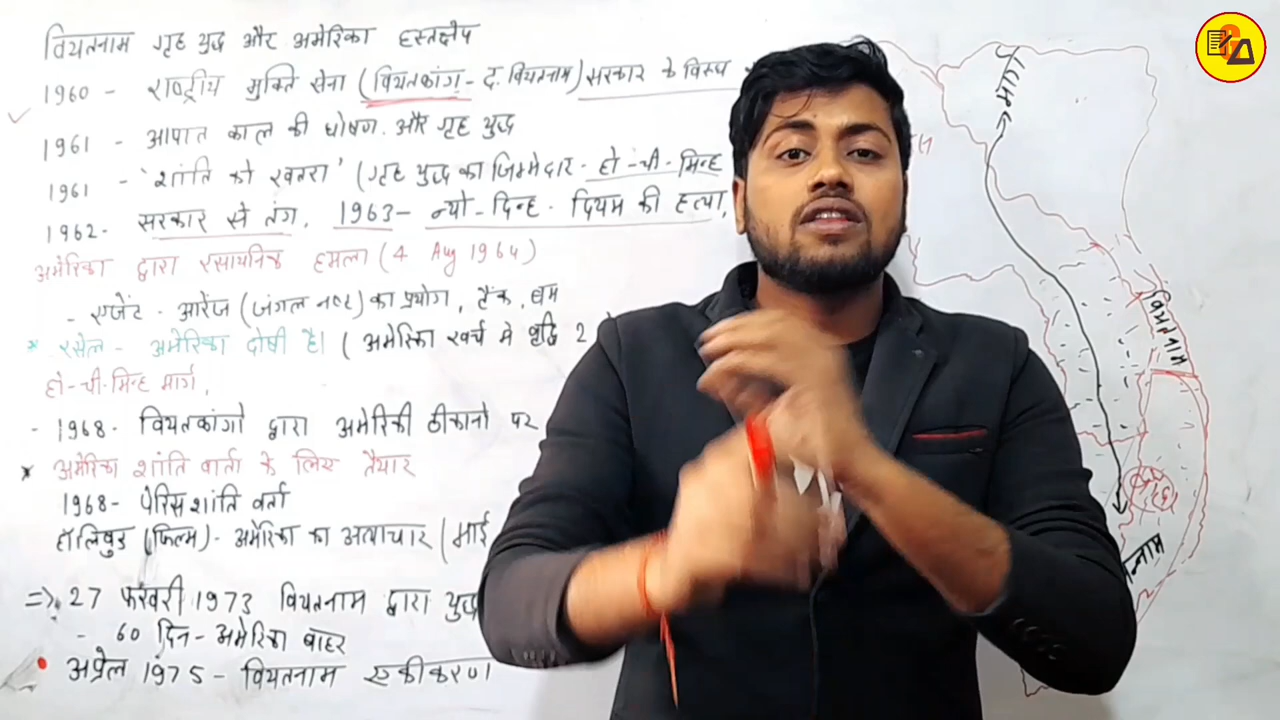 वियतनाम गृह युद्ध और अमेरिका हस्तक्षेप
1960 - राष्ट्रीय मुक्ति सेना (वियतकांग - द. वियतनाम) सरकार के विरूध
1961 - आपात काल की घोषणा और गृह युद्ध
1961 - 'शांति को खतरा' (गृह युद्ध का जिम्मेदार - हो-ची-मिन्ह
1962 - सरकार से तंग, 1963 - न्यो-दिन्ह-दियम की हत्या,
अमेरिका द्वारा रसायनिक हमला (4 Aug 1964)
- एजेंट - आरेंज (जंगल नष्ट) का प्रयोग, टैंक, बम
* रसेल - अमेरिका दोषी है। (अमेरिका खर्च मे वृद्धि 2
हो-ची-मिन्ह मार्ग,
- 1968 - वियतकांगो द्वारा अमेरिकी ठीकानो पर
* अमेरिका शांति वार्ता के लिए तैयार
1968 - पेरिस शांति वर्ता
हॉलिवुड (फिल्म) - अमेरिका का अत्याचार (माई
=> 27 फरवरी 1973 वियतनाम द्वारा युद्ध
- 60 दिन - अमेरिका बाहर
• अप्रेल 1975 - वियतनाम एकीकरण
वियतनाम